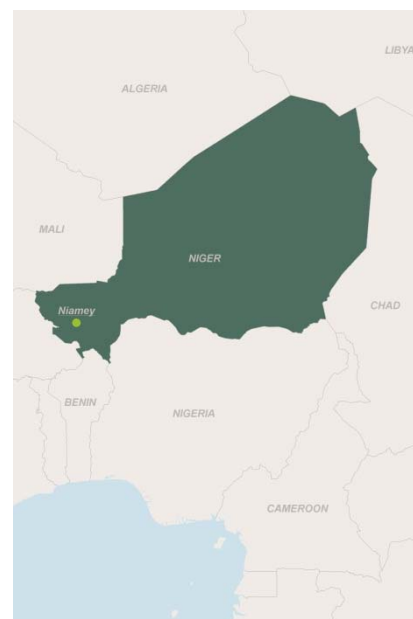 LIBYA
ALGERIA
MALI
NIGER
Niamey
CHAD
BENIN
NIGERIA
CAMEROON